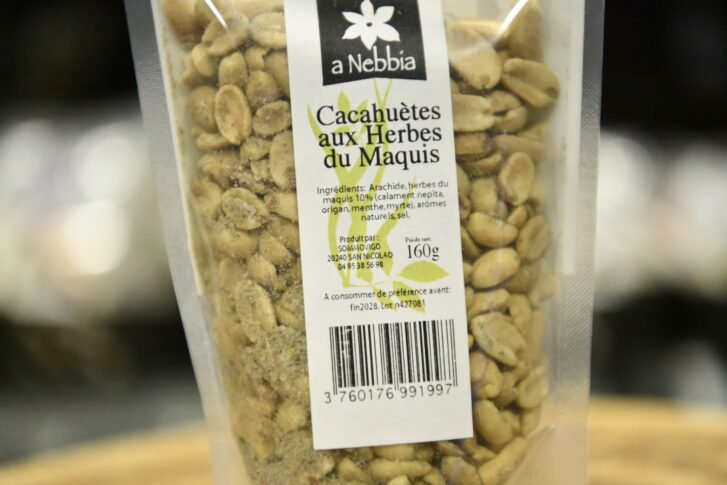 a Nebbia
Cacahuètes
aux Herbes
du Maquis
Ingrédients: Arachide, herbes du
maquis 10% (calament nepita,
origan, menthe, myrte), arômes
naturels, sel.
Produit par:
20240 SAN NICOLAO
04 95 38 56 98
Poids net:
160g
A consommer de préférence avant:
fin2028. Lot n437081
3 760176 991997